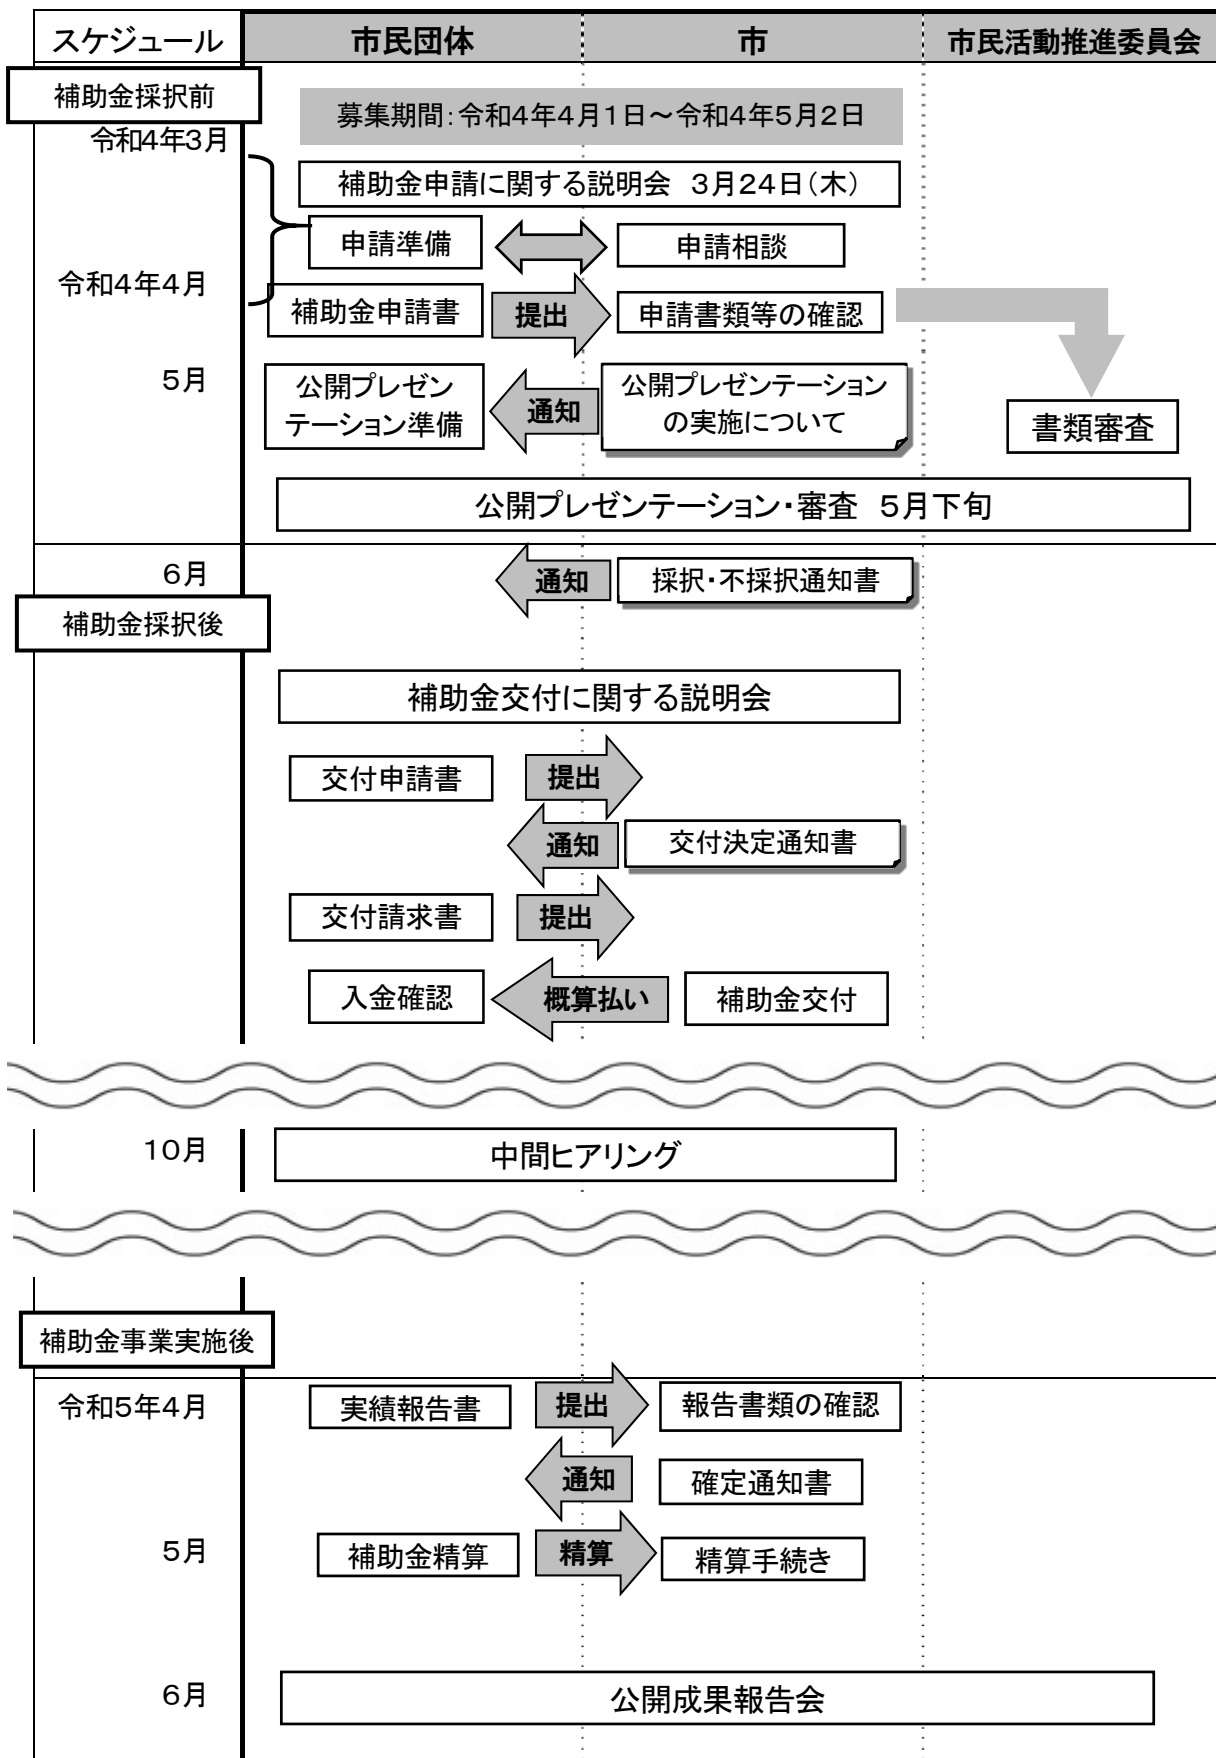 スケジュール
市民団体
市
市民活動推進委員会
補助金採択前
募集期間:令和4年4月1日～令和4年5月2日
令和4年3月
補助金申請に関する説明会 3月24日(木)
申請準備
申請相談
令和4年4月
補助金申請書
提出
申請書類等の確認
5月
公開プレゼン
テーション準備
通知
公開プレゼンテーション
の実施について
書類審査
公開プレゼンテーション・審査 5月下旬
6月
通知
採択・不採択通知書
補助金採択後
補助金交付に関する説明会
交付申請書
提出
通知
交付決定通知書
交付請求書
提出
入金確認
概算払い
補助金交付
10月
中間ヒアリング
補助金事業実施後
令和5年4月
実績報告書
提出
報告書類の確認
通知
確定通知書
5月
補助金精算
精算
精算手続き
6月
公開成果報告会